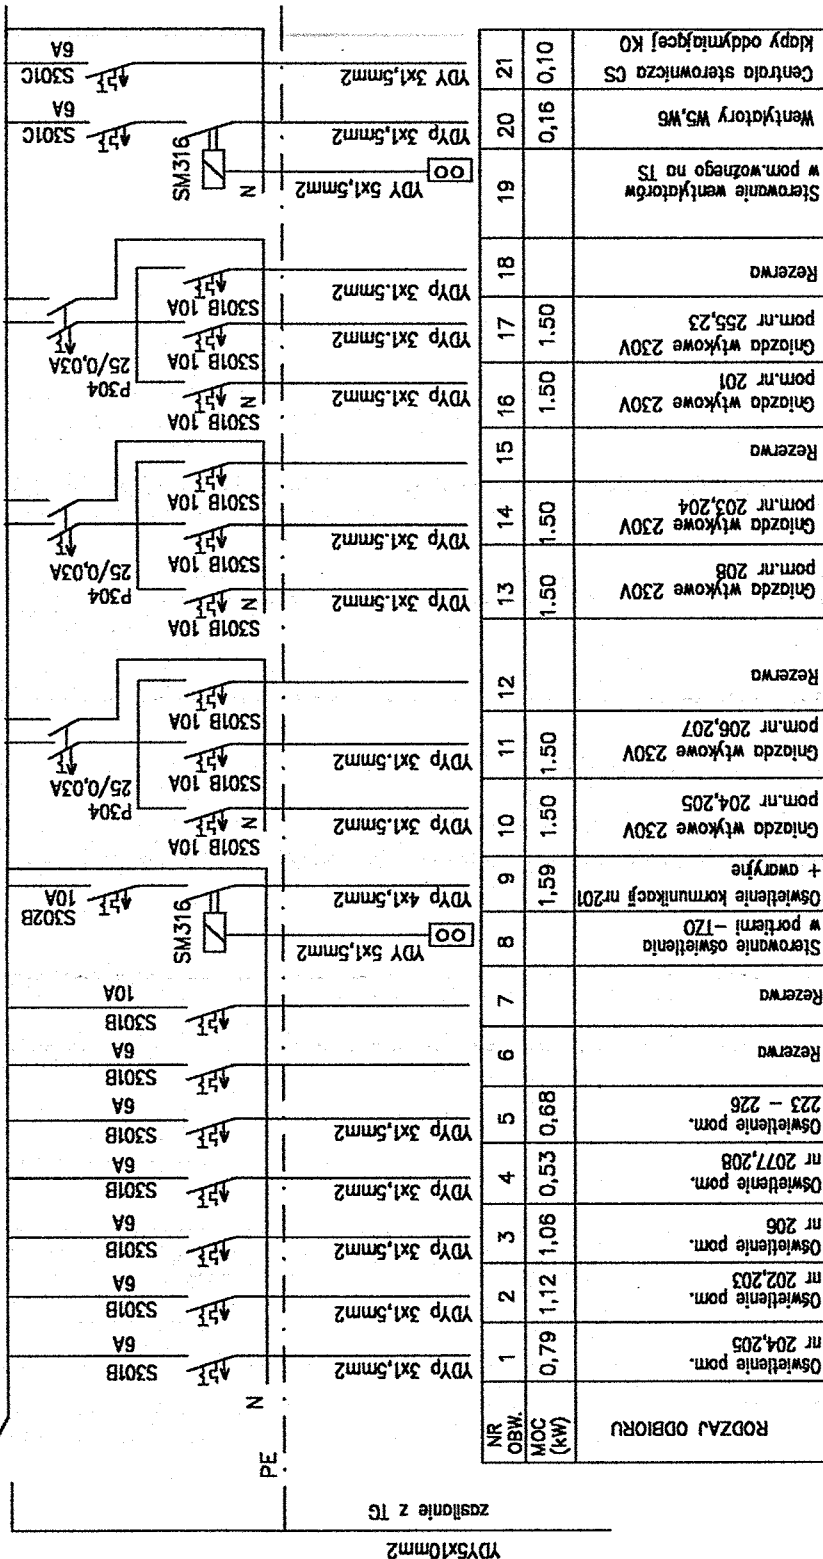 YDY5x10mm2
zasilanie z TG
PE
N
S301B
6A
YDYp 3x1,5mm2
S301B
6A
YDYp 3x1,5mm2
S301B
6A
YDYp 3x1,5mm2
S301B
6A
YDYp 3x1,5mm2
S301B
6A
YDYp 3x1,5mm2
S301B
6A
S301B
10A
SM316
YDY 5x1,5mm2
S302B
10A
YDYp 4x1,5mm2
P304
25/0,03A
N
S301B 10A
YDYp 3x1.5mm2
S301B 10A
YDYp 3x1.5mm2
S301B 10A
P304
25/0,03A
N
S301B 10A
YDYp 3x1.5mm2
S301B 10A
YDYp 3x1.5mm2
S301B 10A
P304
25/0,03A
N
S301B 10A
YDYp 3x1.5mm2
S301B 10A
YDYp 3x1.5mm2
S301B 10A
YDYp 3x1.5mm2
SM316
N
YDY 5x1,5mm2
S301C
6A
YDYp 3x1,5mm2
S301C
6A
YDY 3x1,5mm2
NR OBW.
MOC (kW)
RODZAJ ODBIORU
1
0,79
Oświetlenie pom.
nr 204,205
2
1,12
Oświetlenie pom.
nr 202,203
3
1,06
Oświetlenie pom.
nr 206
4
0,53
Oświetlenie pom.
nr 2077,208
5
0,68
Oświetlenie pom.
223 – 226
6
Rezerwa
7
Rezerwa
8
Sterowanie oświetlenia
w portierni –TZO
9
1,59
Oświetlenie kormunikacji nr201
+ awaryjne
10
1.50
Gniazda wtykowe 230V
pom.nr. 204,205
11
1.50
Gniazda wtykowe 230V
pom.nr 206,207
12
Rezerwa
13
1.50
Gniazda wtykowe 230V
pom.nr 208
14
1.50
Gniazda wtykowe 230V
pom.nr. 203,204
15
Rezerwa
16
1.50
Gniazda wtykowe 230V
pom.nr. 201
17
1.50
Gniazda wtykowe 230V
pom.nr. 255,23
18
Rezerwa
19
Sterowanie wentylatorów
w pom.woźnego na TS
20
0,16
Wentylatory W5,W6
21
0,10
Centrala sterownicza CS
klapy oddymiającej KO